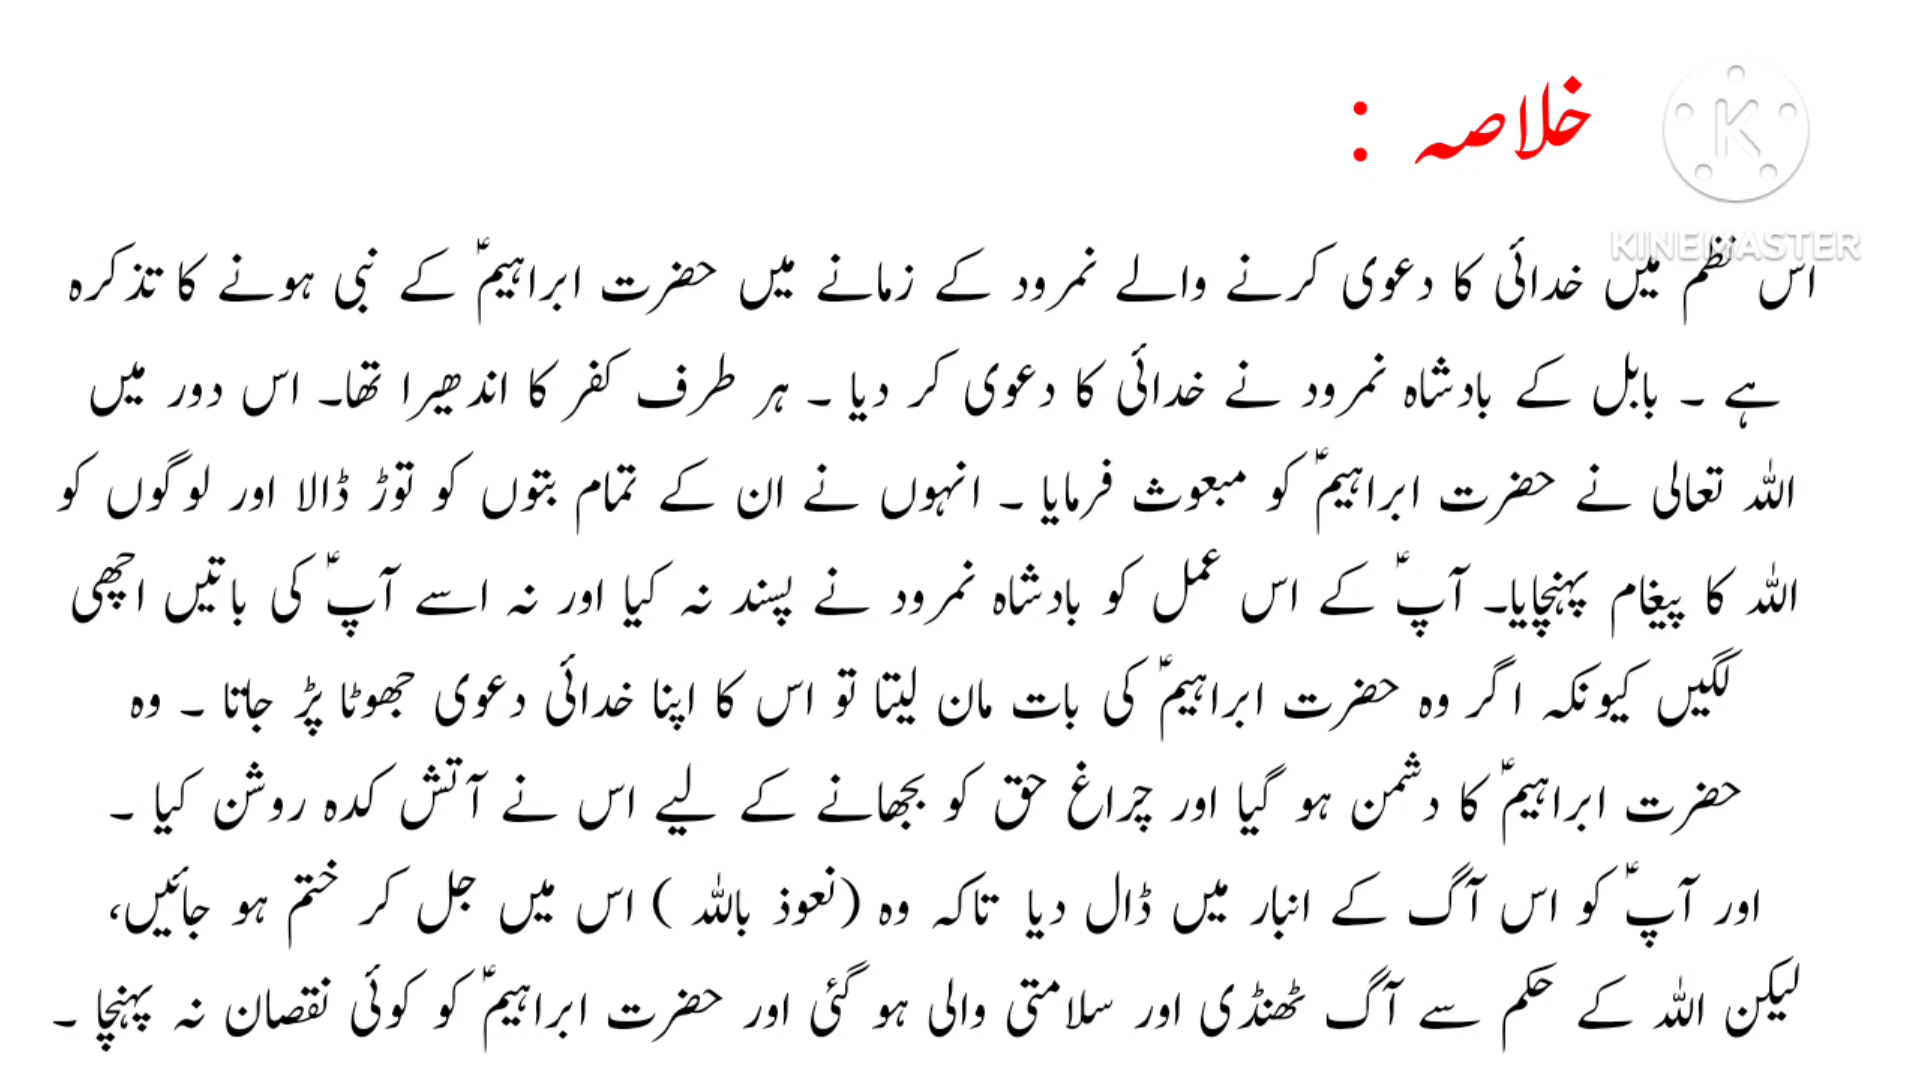 خلاصہ :
K
KINEMASTER
اس نظم میں خدائی کا دعوی کرنے والے نمرود کے زمانے میں حضرت ابراہیمؑ کے نبی ہونے کا تذکرہ
ہے ۔ بابل کے بادشاہ نمرود نے خدائی کا دعوی کر دیا ۔ ہر طرف کفر کا اندھیرا تھا۔ اس دور میں
اللہ تعالی نے حضرت ابراہیمؑ کو مبعوث فرمایا ۔ انہوں نے ان کے تمام بتوں کو توڑ ڈالا اور لوگوں کو
اللہ کا پیغام پہنچایا۔ آپؑ کے اس عمل کو بادشاہ نمرود نے پسند نہ کیا اور نہ اسے آپؑ کی باتیں اچھی
لگیں کیونکہ اگر وہ حضرت ابراہیمؑ کی بات مان لیتا تو اس کا اپنا خدائی دعوی جھوٹا پڑ جاتا ۔ وہ
حضرت ابراہیمؑ کا دشمن ہو گیا اور چراغ حق کو بجھانے کے لیے اس نے آتش کدہ روشن کیا ۔
اور آپؑ کو اس آگ کے انبار میں ڈال دیا تاکہ وہ (نعوذ باللہ ) اس میں جل کر ختم ہو جائیں،
لیکن اللہ کے حکم سے آگ ٹھنڈی اور سلامتی والی ہو گئی اور حضرت ابراہیمؑ کو کوئی نقصان نہ پہنچا ۔